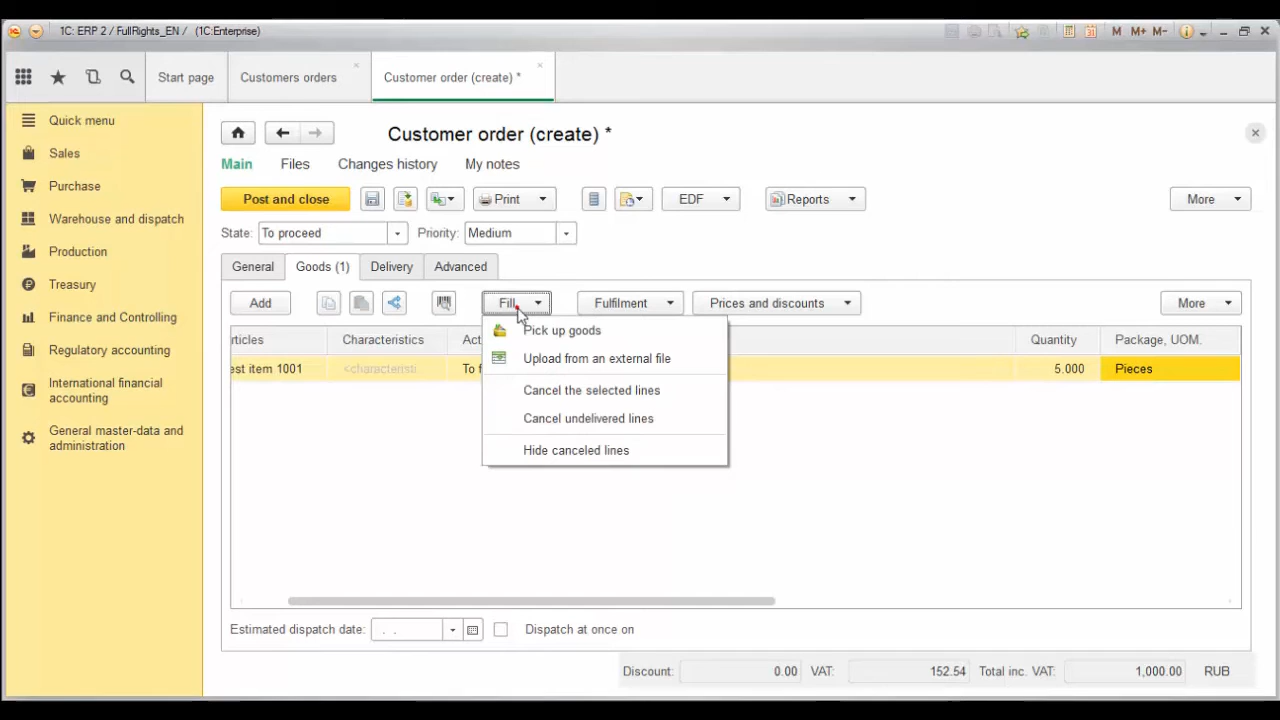 1C: ERP 2 / FullRights_EN / (1C:Enterprise)
M M+ M-
Start page
Customers orders
Customer order (create) *
Quick menu
Sales
Purchase
Warehouse and dispatch
Production
Treasury
Finance and Controlling
Regulatory accounting
International financial
accounting
General master-data and
administration
Customer order (create) *
Main Files Changes history My notes
Post and close Print EDF Reports More
State: To proceed Priority: Medium
General Goods (1) Delivery Advanced
Add Fill Fulfilment Prices and discounts More
rticles Characteristics Act Quantity Package, UOM.
est item 1001 <characteristi To f 5.000 Pieces
Pick up goods
Upload from an external file
Cancel the selected lines
Cancel undelivered lines
Hide canceled lines
Estimated dispatch date: . . Dispatch at once on
Discount: 0.00 VAT: 152.54 Total inc. VAT: 1,000.00 RUB